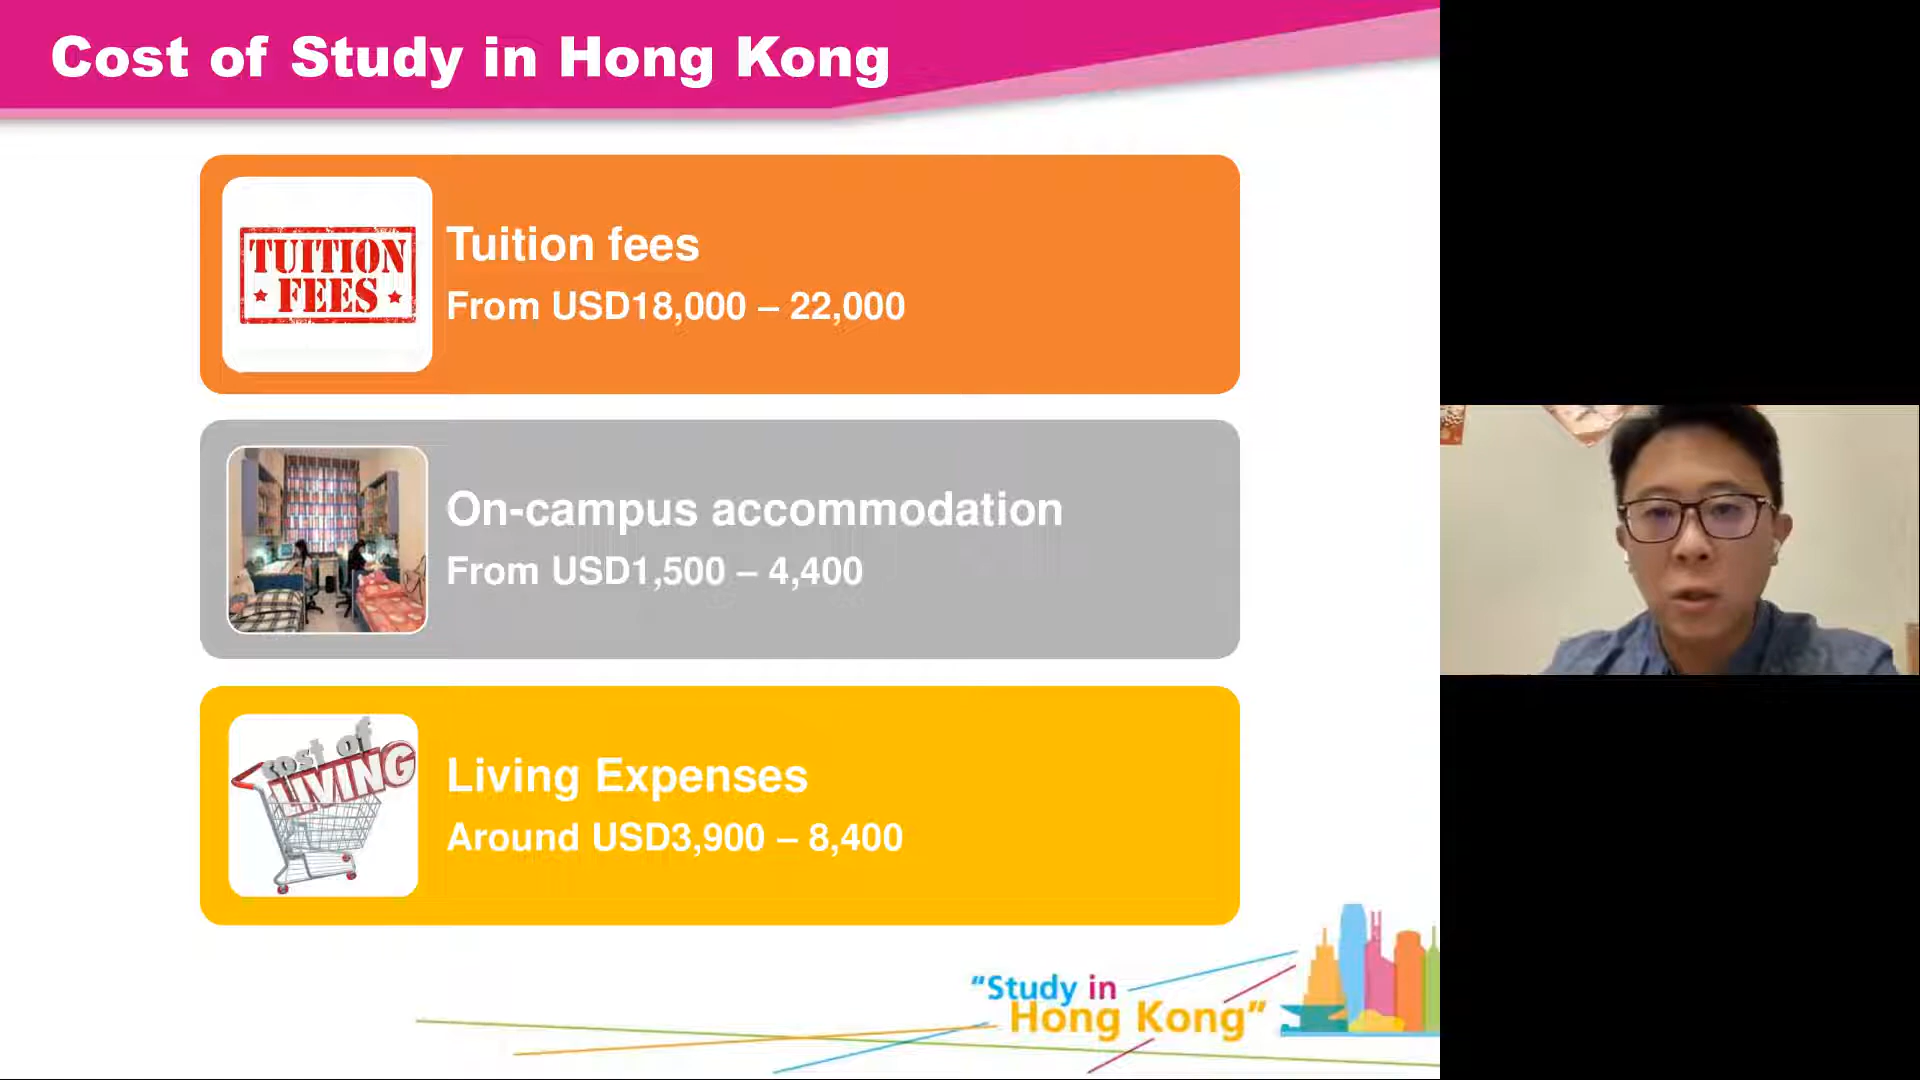 Cost of Study in Hong Kong
TUITION
FEES
Tuition fees
From USD18,000 – 22,000
On-campus accommodation
From USD1,500 – 4,400
cost of
LIVING
Living Expenses
Around USD3,900 – 8,400
“Study in
Hong Kong”